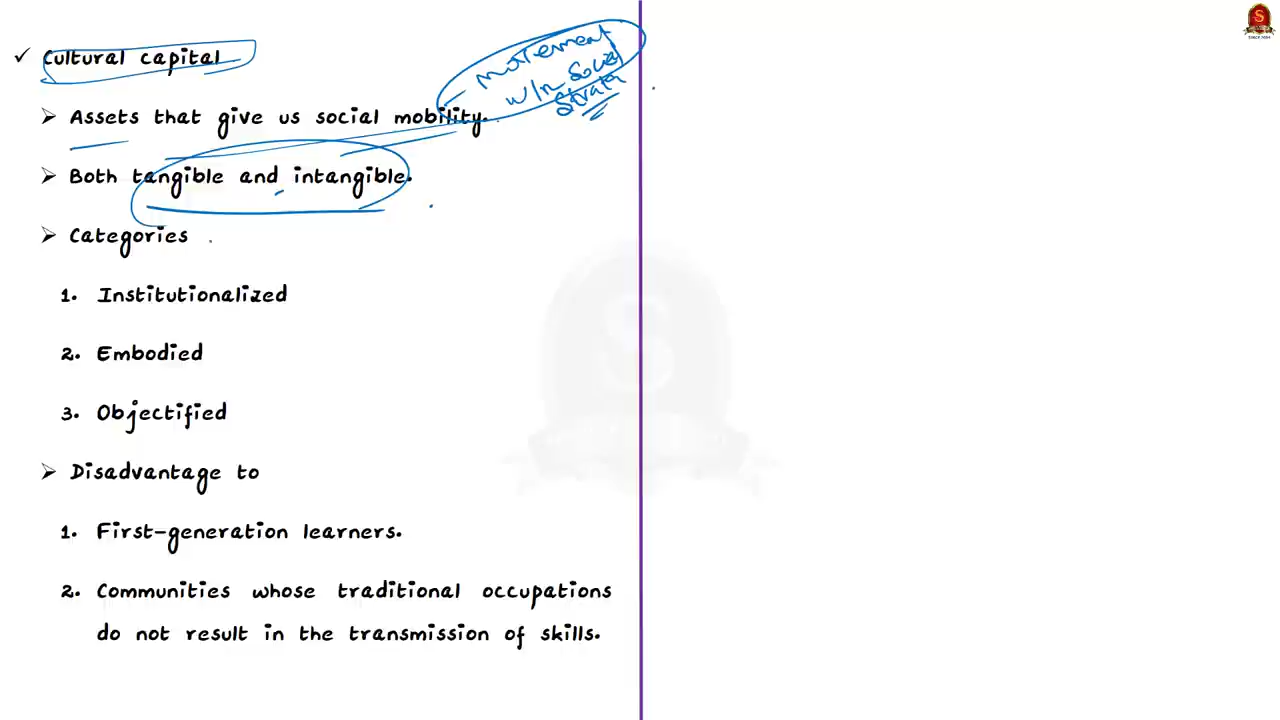 ✓ Cultural capital
movement
w/n social
strata
➢ Assets that give us social mobility.
➢ Both tangible and intangible.
➢ Categories
1. Institutionalized
2. Embodied
3. Objectified
➢ Disadvantage to
1. First-generation learners.
2. Communities whose traditional occupations
do not result in the transmission of skills.
S